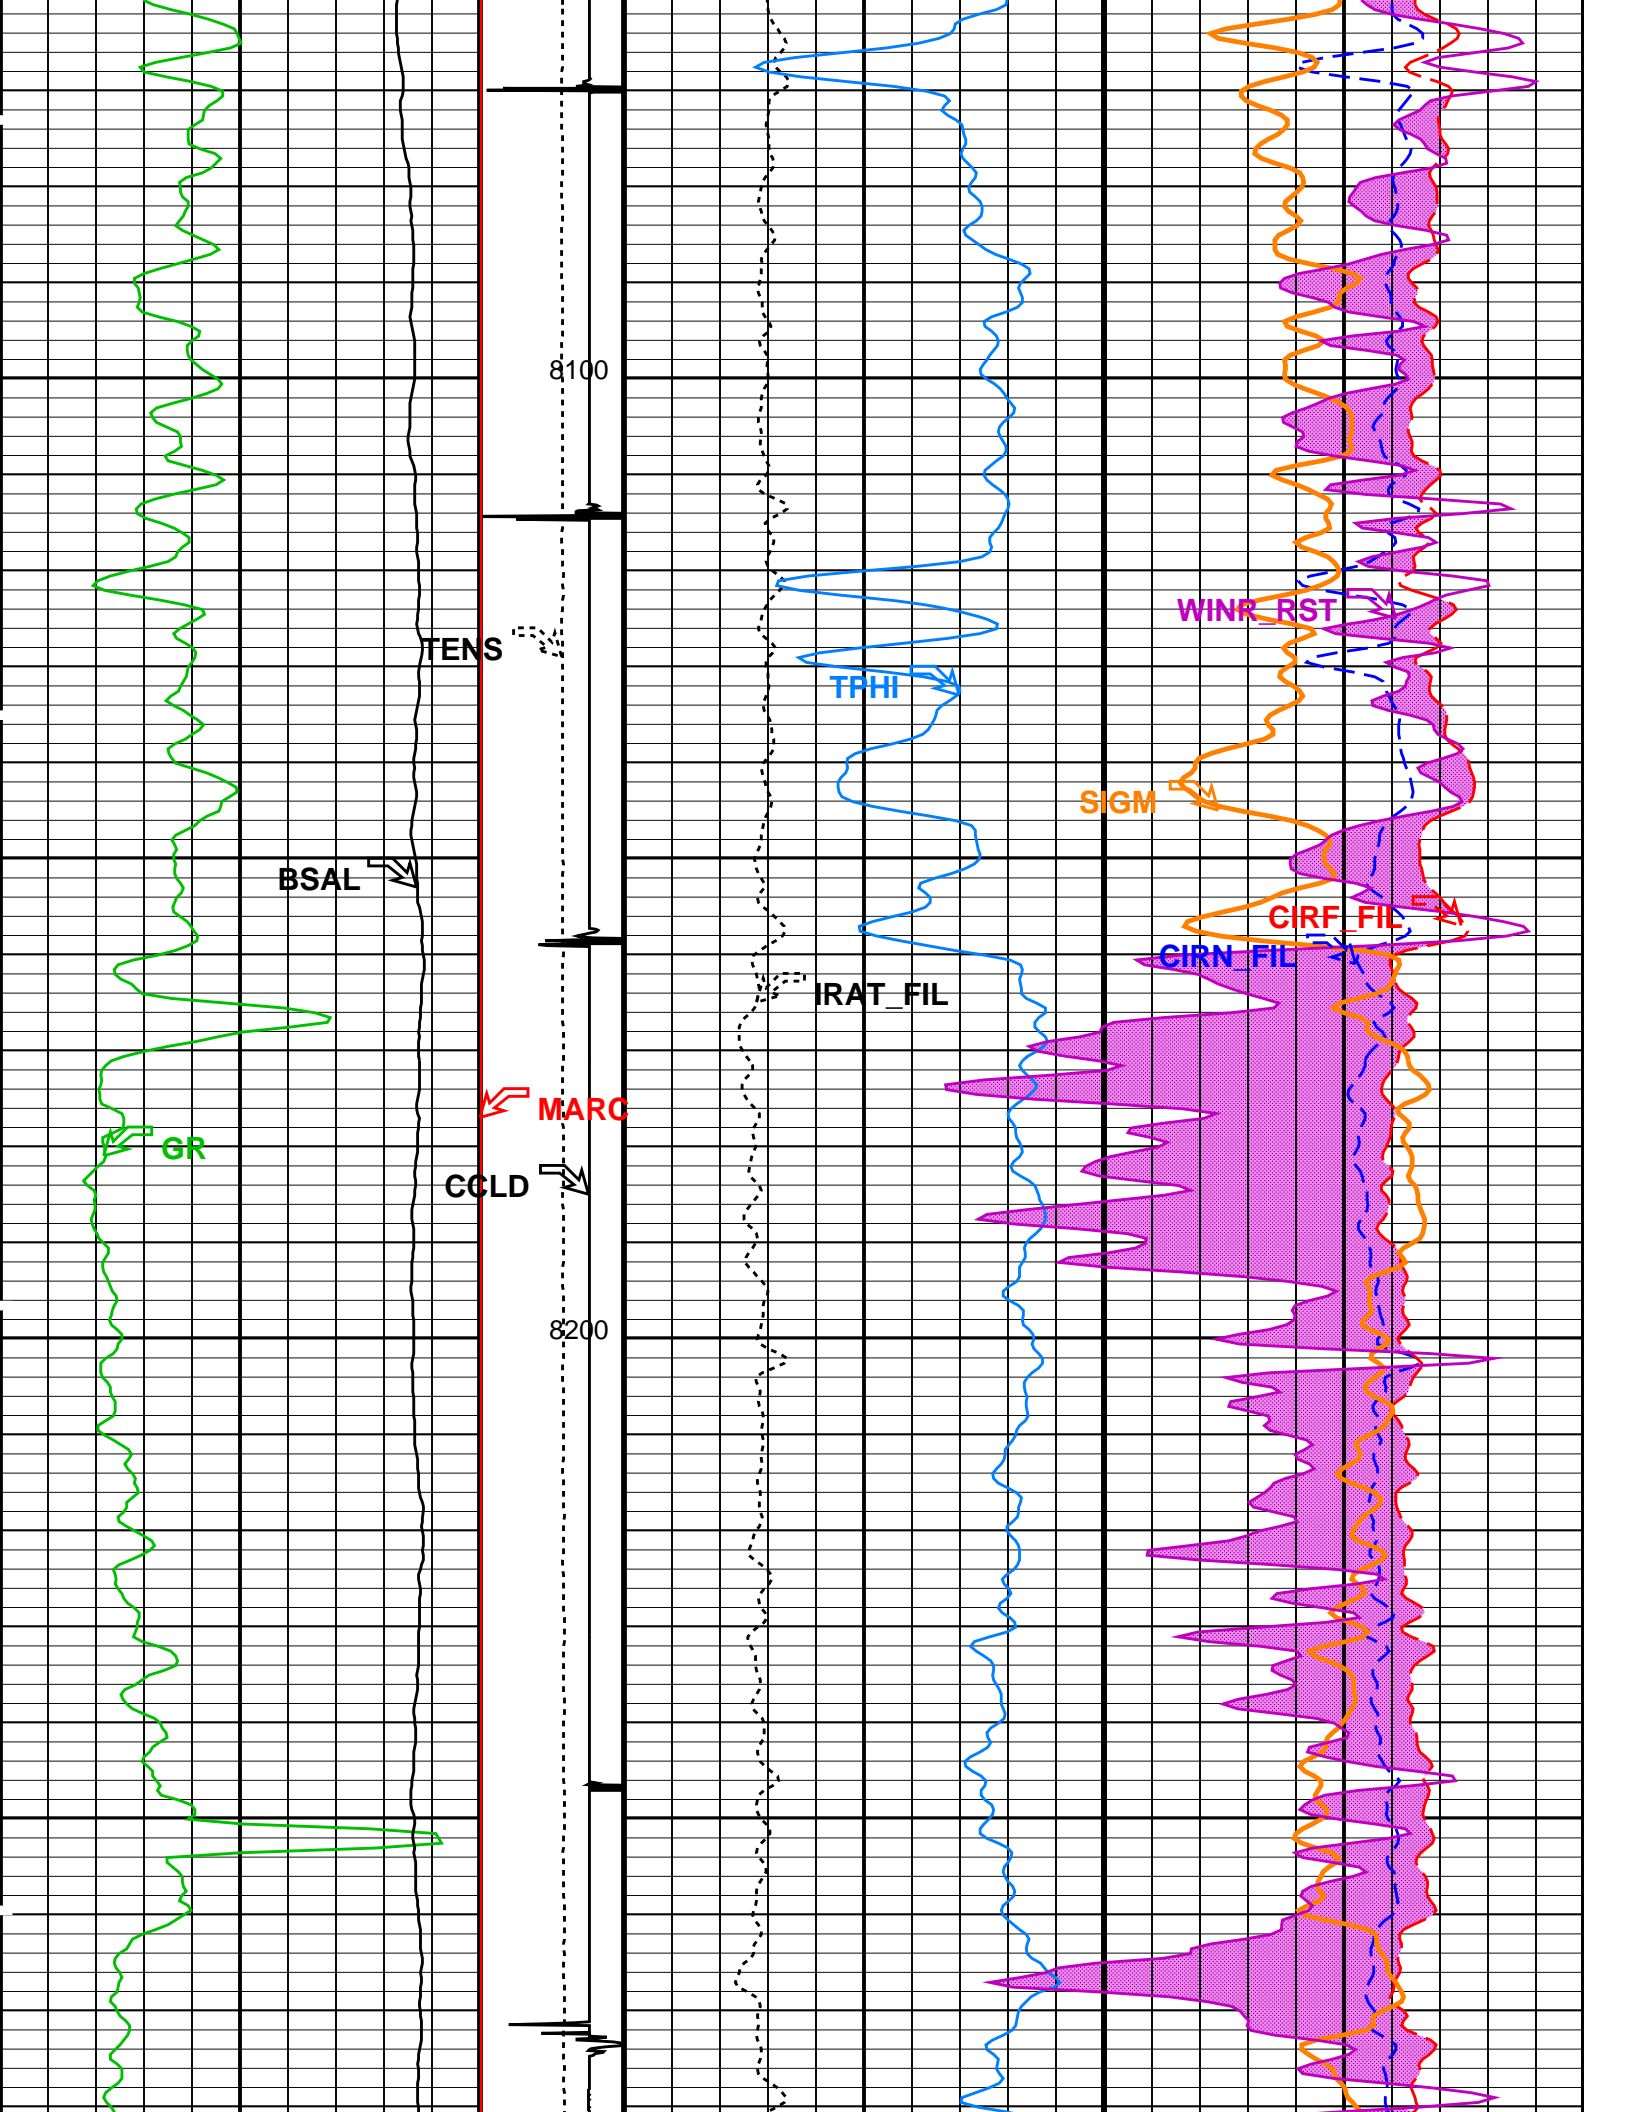 8100
WINR_RST
TENS
TPHI
SIGM
BSAL
CIRF_FIL
CIRN_FIL
IRAT_FIL
MARC
GR
CCLD
8200